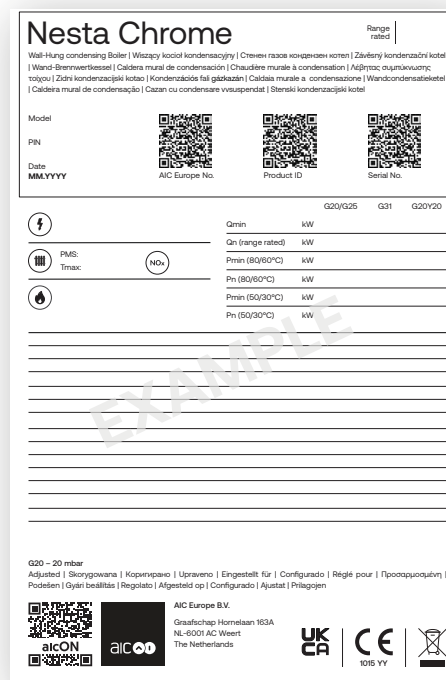 Nesta Chrome
Range
rated
Wall-Hung condensing Boiler | Wiszący kocioł kondensacyjny | Стенен газов кондензен котел | Závěsný kondenzační kotel
| Wand-Brennwertkessel | Caldera mural de condensación | Chaudière murale à condensation | Λέβητας συμπύκνωσης
τοίχου | Zidni kondenzacijski kotao | Kondenzációs fali gázkazán | Caldaia murale a condensazione | Wandcondensatieketel
| Caldeira mural de condensação | Cazan cu condensare vvsuspendat | Stenski kondenzacijski kotel
Model
PIN
Date
MM.YYYY
AIC Europe No.
Product ID
Serial No.
G20/G25 G31 G20Y20
Qmin kW
Qn (range rated) kW
PMS:
Tmax:
NOx
Pmin (80/60°C) kW
Pn (80/60°C) kW
Pmin (50/30°C) kW
Pn (50/30°C) kW
EXAMPLE
G20 – 20 mbar
Adjusted | Skorygowana | Коригирано | Upraveno | Eingestellt für | Configurado | Réglé pour | Προσαρμοσμένη |
Podešen | Gyári beállítás | Regolato | Afgesteld op | Configurado | Ajustat | Prilagojen
AIC Europe B.V.
Graafschap Hornelaan 163A
NL-6001 AC Weert
The Netherlands
aicON
aic
UK
CA
CE
1015 YY